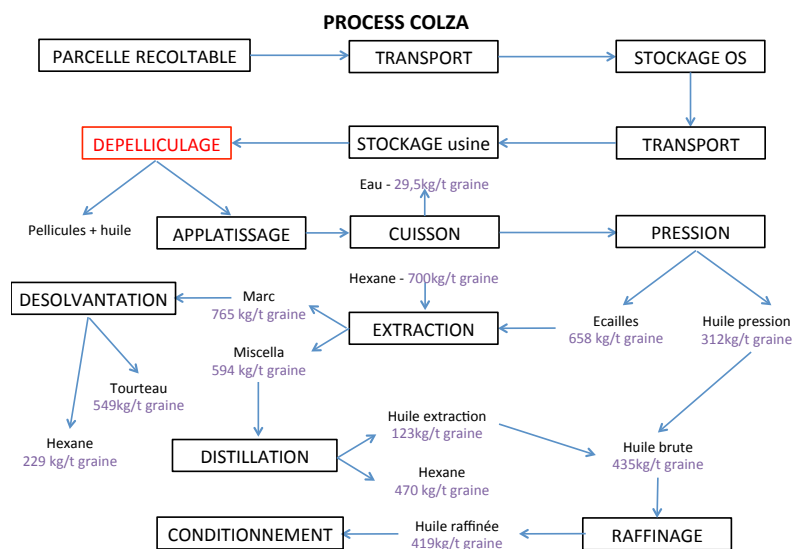 PROCESS COLZA
PARCELLE RECOLTABLE
TRANSPORT
STOCKAGE OS
DEPELLICULAGE
STOCKAGE usine
TRANSPORT
Eau - 29,5kg/t graine
Pellicules + huile
APPLATISSAGE
CUISSON
PRESSION
Hexane - 700kg/t graine
DESOLVANTATION
Marc
765 kg/t graine
EXTRACTION
Ecailles
658 kg/t graine
Huile pression
312kg/t graine
Miscella
594 kg/t graine
Tourteau
549kg/t graine
Huile extraction
123kg/t graine
Hexane
229 kg/t graine
DISTILLATION
Huile brute
435kg/t graine
Hexane
470 kg/t graine
CONDITIONNEMENT
Huile raffinée
419kg/t graine
RAFFINAGE